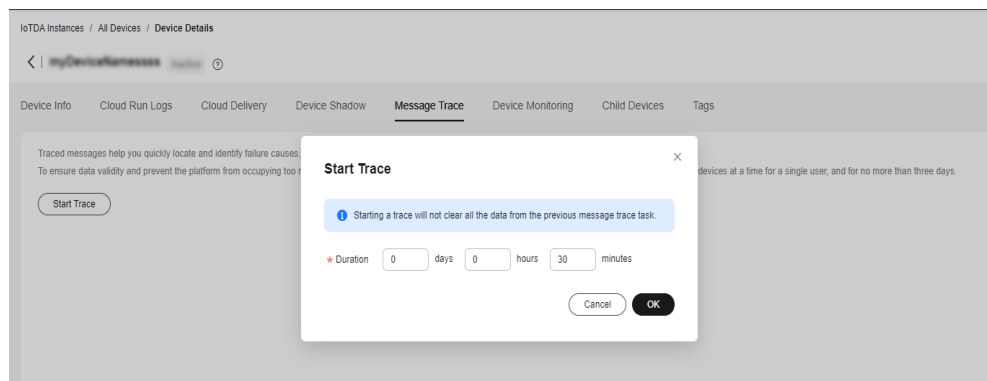 IoTDA Instances / All Devices / Device Details
Device Info Cloud Run Logs Cloud Delivery Device Shadow Message Trace Device Monitoring Child Devices Tags
Traced messages help you quickly locate and identify failure causes.
To ensure data validity and prevent the platform from occupying too
devices at a time for a single user, and for no more than three days.
Start Trace
Start Trace
Starting a trace will not clear all the data from the previous message trace task.
* Duration 0 days 0 hours 30 minutes
Cancel OK